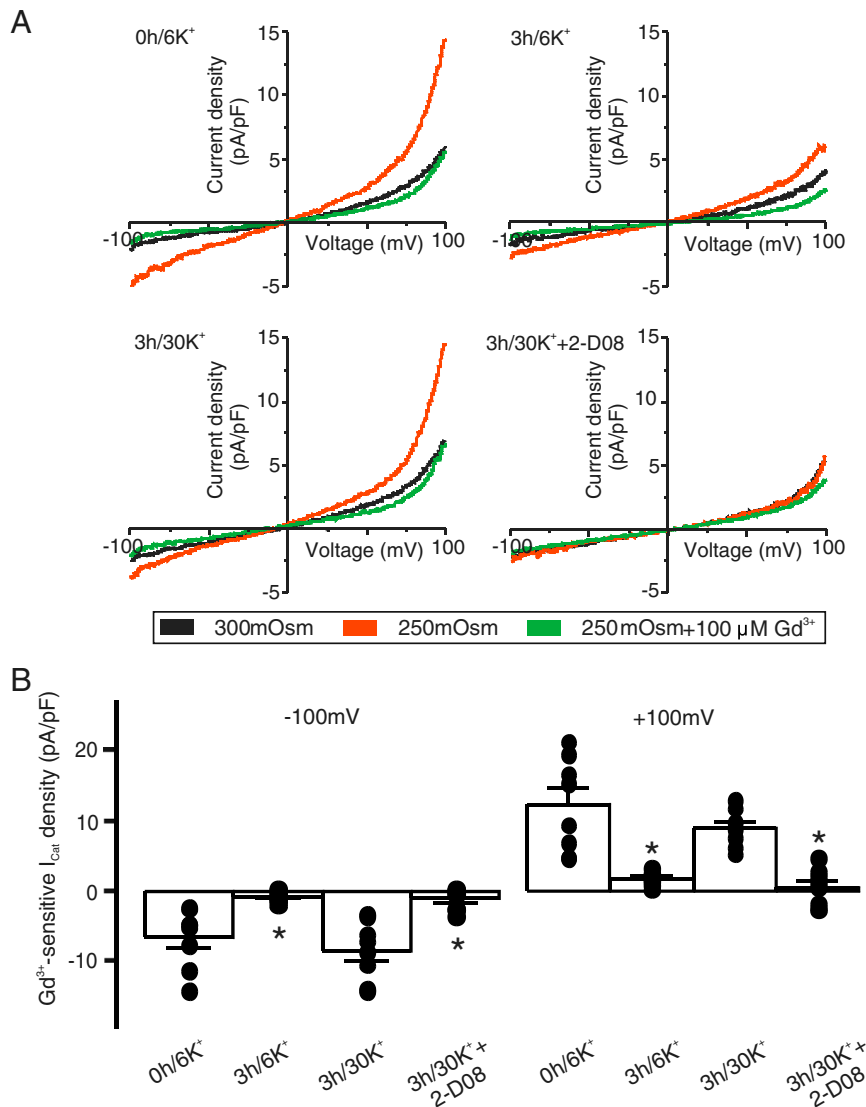 A
0h/6K⁺
Current density
(pA/pF)
15
10
5
-5
-100
Voltage (mV)
100
3h/6K⁺
Current density
(pA/pF)
15
10
5
-5
-100
Voltage (mV)
100
3h/30K⁺
Current density
(pA/pF)
15
10
5
-5
-100
Voltage (mV)
100
3h/30K⁺+2-D08
Current density
(pA/pF)
15
10
5
-5
-100
Voltage (mV)
100
300mOsm 250mOsm 250mOsm+100 µM Gd³⁺
B
Gd³⁺-sensitive I_Cat density (pA/pF)
-100mV +100mV
20
10
0
-10
* * * *
0h/6K⁺ 3h/6K⁺ 3h/30K⁺ 3h/30K⁺+
2-D08
0h/6K⁺ 3h/6K⁺ 3h/30K⁺ 3h/30K⁺+
2-D08